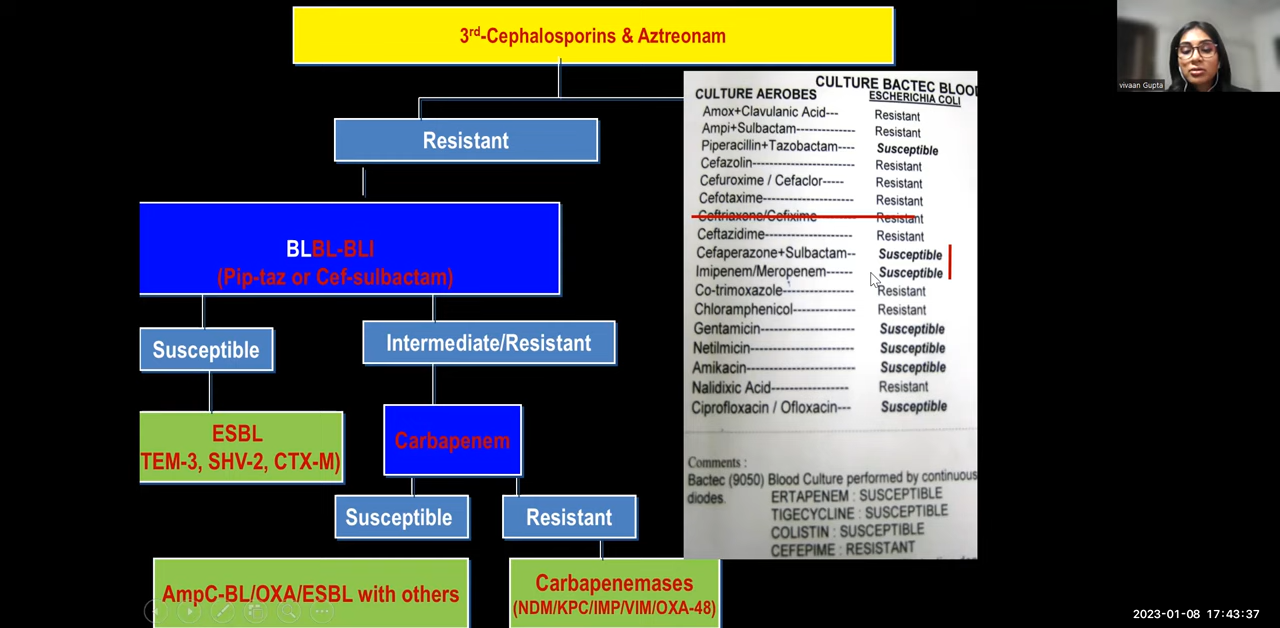 3rd-Cephalosporins & Aztreonam
Resistant
BLBL-BLI
(Pip-taz or Cef-sulbactam)
Susceptible
Intermediate/Resistant
ESBL
TEM-3, SHV-2, CTX-M)
Carbapenem
Susceptible
Resistant
AmpC-BL/OXA/ESBL with others
Carbapenemases
(NDM/KPC/IMP/VIM/OXA-48)
CULTURE BACTEC BLOO
CULTURE AEROBES ESCHERICHIA COLI
Amox+Clavulanic Acid--- Resistant
Ampi+Sulbactam-------------- Resistant
Piperacillin+Tazobactam---- Susceptible
Cefazolin------------------------- Resistant
Cefuroxime / Cefaclor----- Resistant
Cefotaxime---------------------- Resistant
Ceftriaxone/Cefixime---------- Resistant
Ceftazidime--------------------- Resistant
Cefaperazone+Sulbactam-- Susceptible
Imipenem/Meropenem------ Susceptible
Co-trimoxazole----------------- Resistant
Chloramphenicol--------------- Resistant
Gentamicin---------------------- Susceptible
Netilmicin------------------------ Susceptible
Amikacin------------------------- Susceptible
Nalidixic Acid------------------ Resistant
Ciprofloxacin / Ofloxacin--- Susceptible
Comments :
Bactec (9050) Blood Culture performed by continuous
diodes.
ERTAPENEM : SUSCEPTIBLE
TIGECYCLINE : SUSCEPTIBLE
COLISTIN : SUSCEPTIBLE
CEFEPIME : RESISTANT
vivaan Gupta
2023-01-08 17:43:37